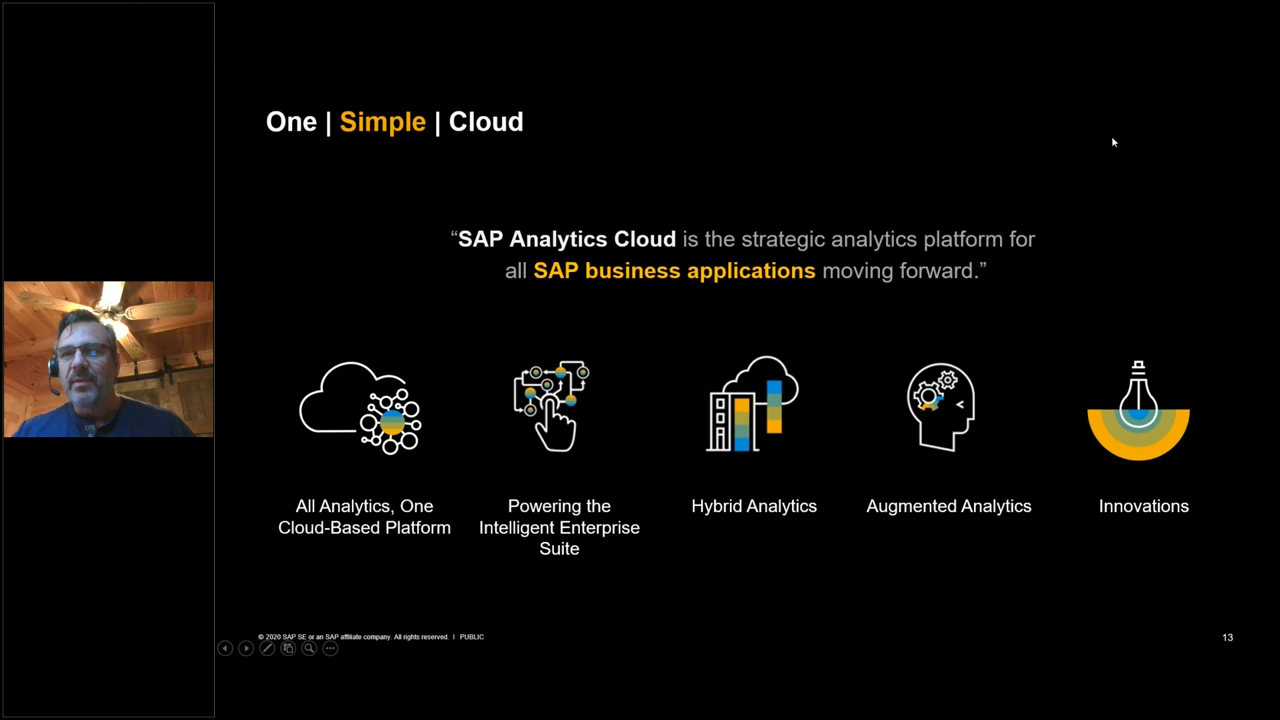 One | Simple | Cloud
“SAP Analytics Cloud is the strategic analytics platform for
all SAP business applications moving forward.”
All Analytics, One
Cloud-Based Platform
Powering the
Intelligent Enterprise
Suite
Hybrid Analytics
Augmented Analytics
Innovations
© 2020 SAP SE or an SAP affiliate company. All rights reserved. I PUBLIC
13